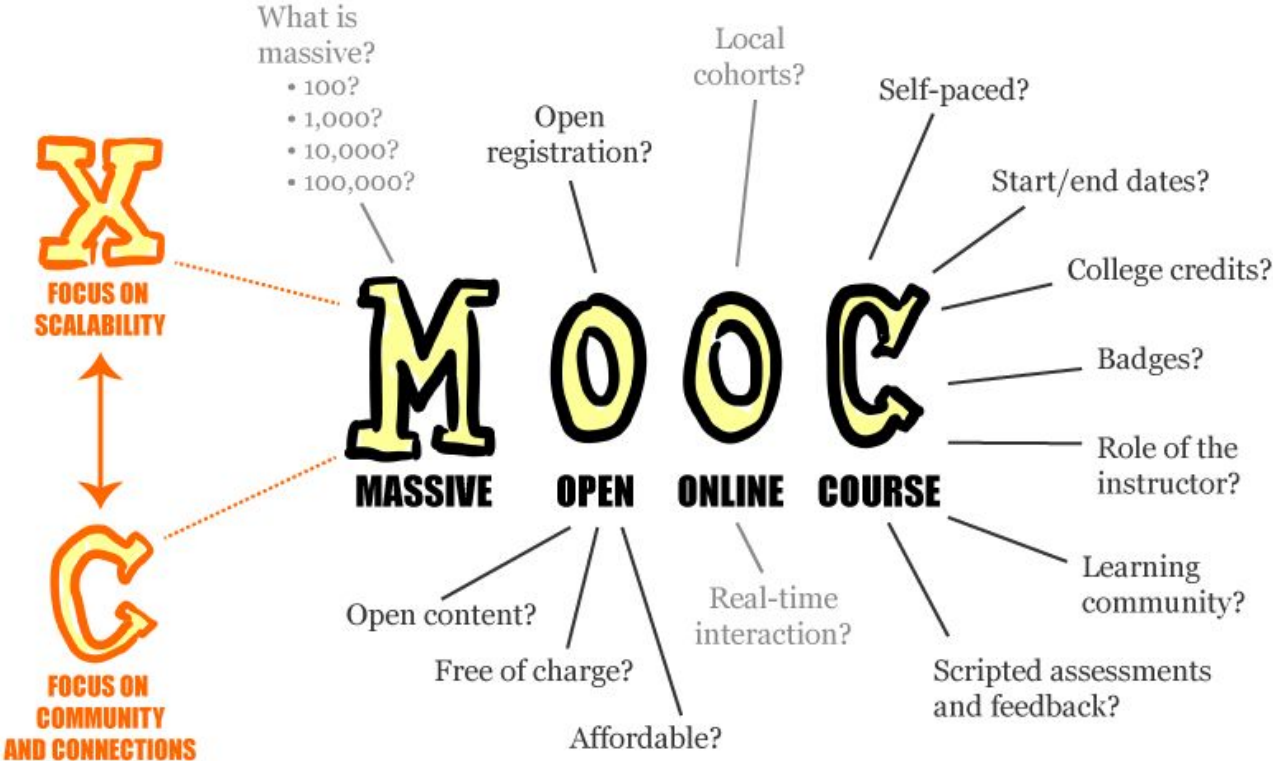 What is
massive?
• 100?
• 1,000?
• 10,000?
• 100,000?
Open
registration?
Local
cohorts?
Self-paced?
Start/end dates?
College credits?
Badges?
Role of the
instructor?
Learning
community?
Scripted assessments
and feedback?
X
FOCUS ON
SCALABILITY
C
FOCUS ON
COMMUNITY
AND CONNECTIONS
MOOC
MASSIVE OPEN ONLINE COURSE
Open content?
Free of charge?
Affordable?
Real-time
interaction?